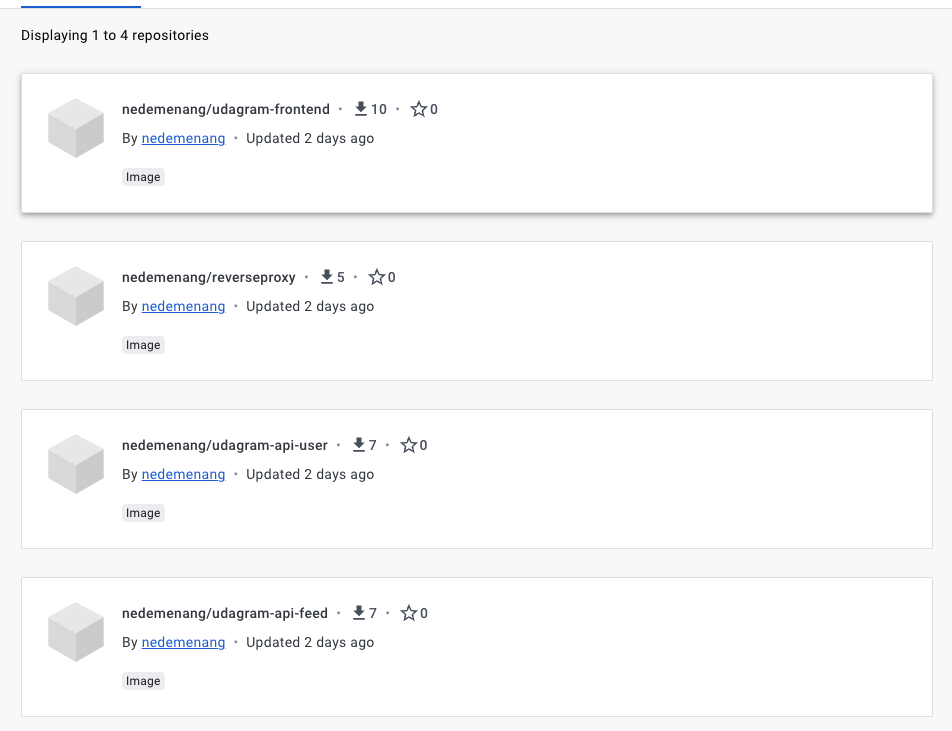 Displaying 1 to 4 repositories
nedemenang/udagram-frontend · 10 · 0
By nedemenang · Updated 2 days ago
Image
nedemenang/reverseproxy · 5 · 0
By nedemenang · Updated 2 days ago
Image
nedemenang/udagram-api-user · 7 · 0
By nedemenang · Updated 2 days ago
Image
nedemenang/udagram-api-feed · 7 · 0
By nedemenang · Updated 2 days ago
Image